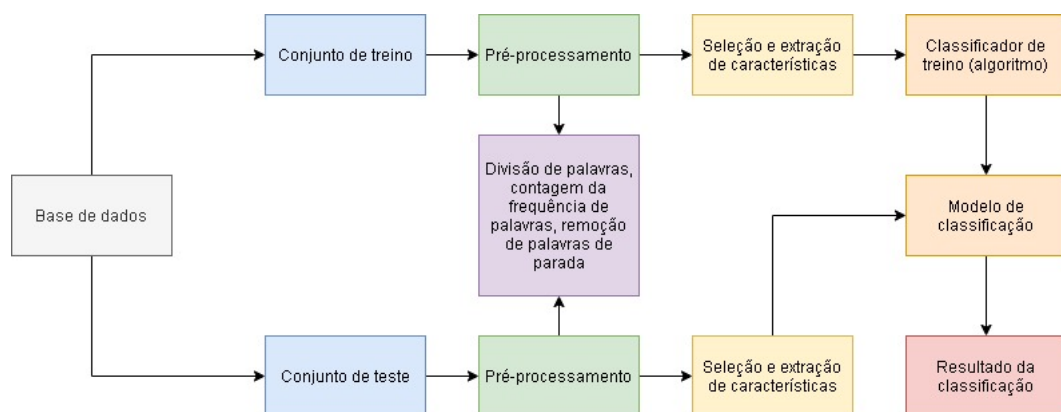 Conjunto de treino
Pré-processamento
Seleção e extração
de características
Classificador de
treino (algoritmo)
Base de dados
Divisão de palavras,
contagem da
frequência de
palavras, remoção
de palavras de
parada
Modelo de
classificação
Conjunto de teste
Pré-processamento
Seleção e extração
de características
Resultado da
classificação